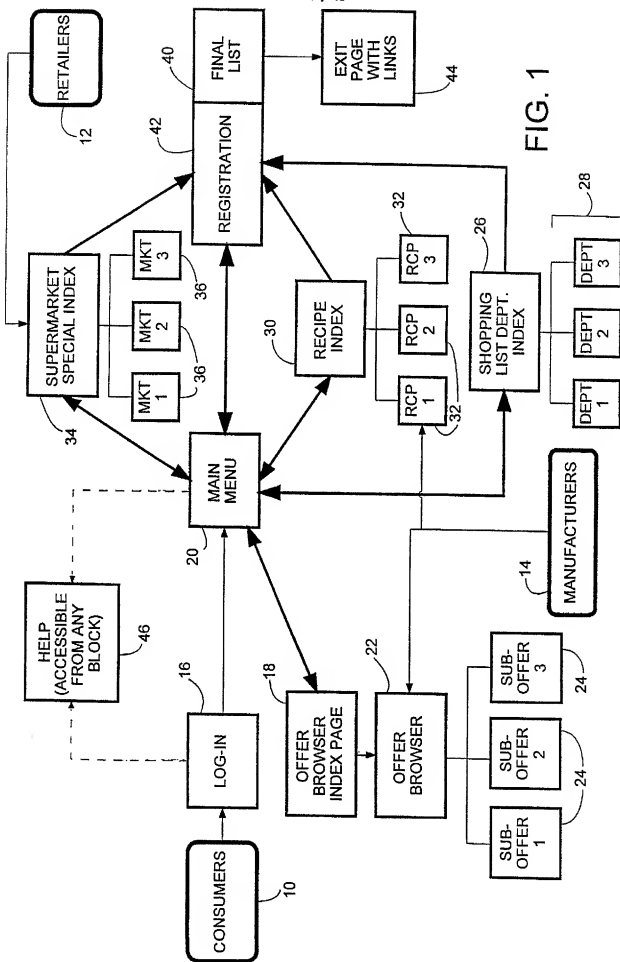 RETAILERS
12
SUPERMARKET
SPECIAL INDEX
34
MKT
1
MKT
2
MKT
3
36
36
40
42
REGISTRATION
FINAL
LIST
EXIT
PAGE
WITH
LINKS
44
HELP
(ACCESSIBLE
FROM ANY
BLOCK)
46
MAIN
MENU
20
LOG-IN
16
CONSUMERS
10
30
RECIPE
INDEX
RCP
1
RCP
2
RCP
3
32
32
32
OFFER
BROWSER
INDEX PAGE
18
OFFER
BROWSER
22
SUB-
OFFER
1
SUB-
OFFER
2
SUB-
OFFER
3
24
24
MANUFACTURERS
14
SHOPPING
LIST DEPT.
INDEX
26
DEPT
1
DEPT
2
DEPT
3
28
FIG. 1